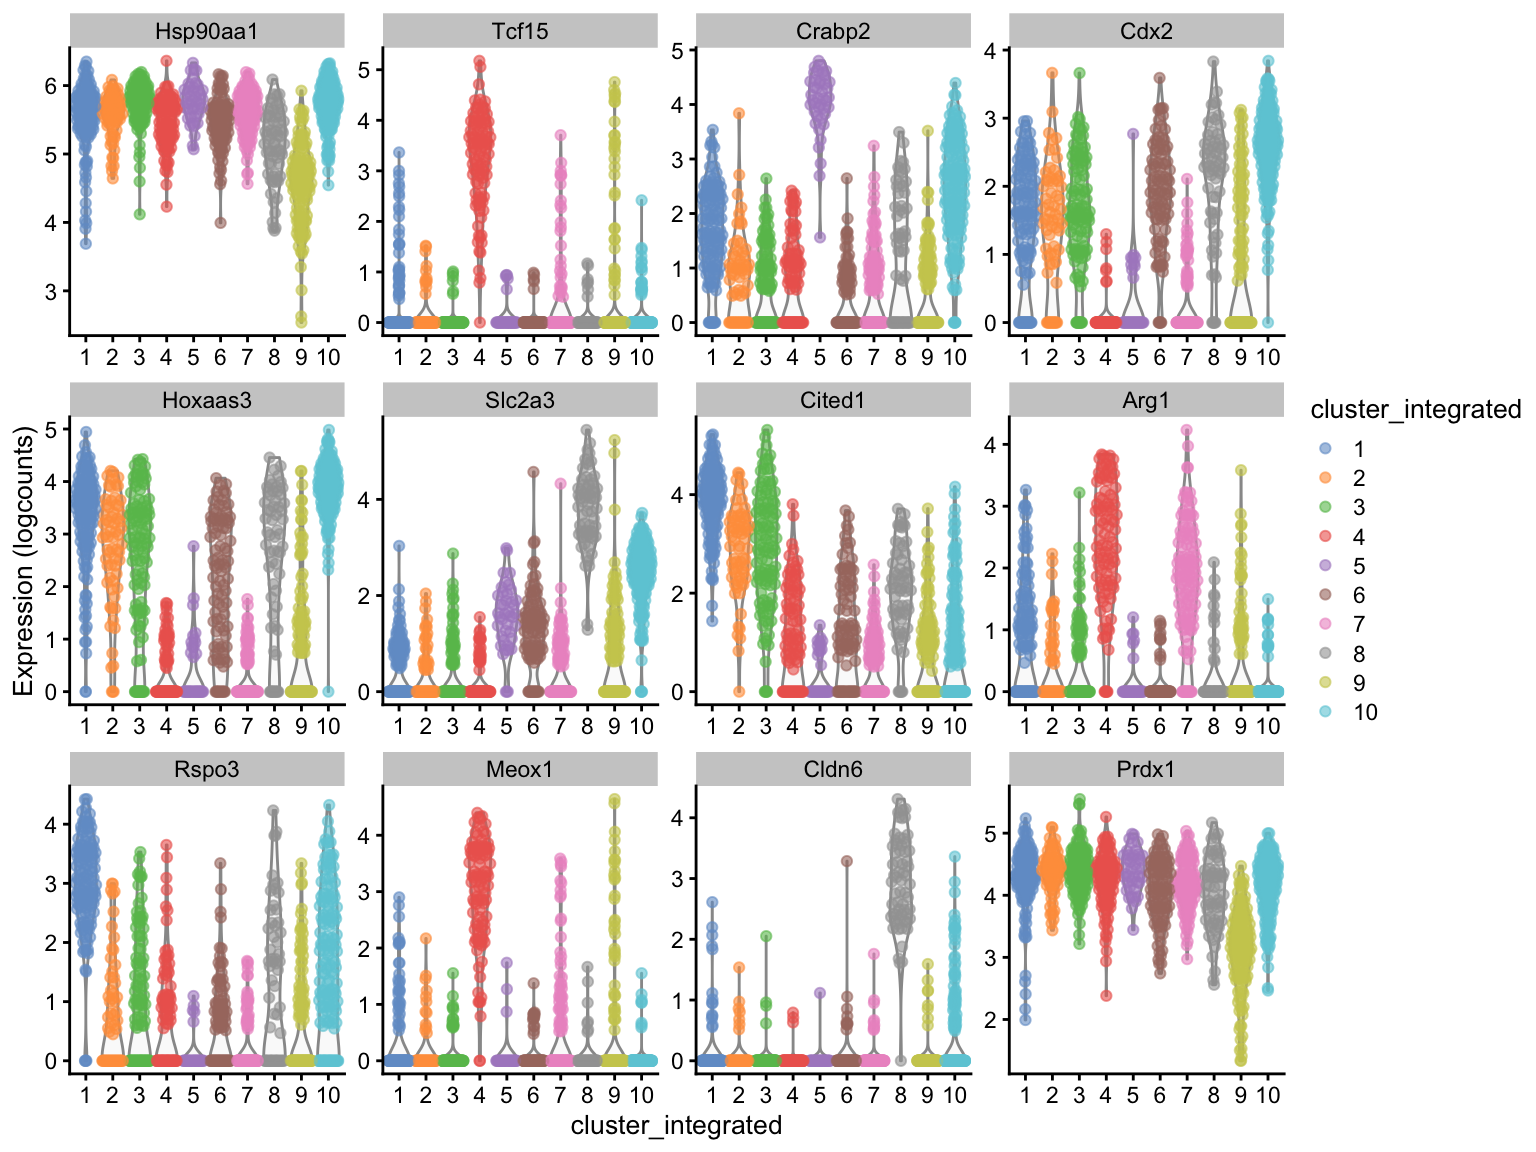 Hsp90aa1 Tcf15 Crabp2 Cdx2
6 5 4 3
5 4 3 2 1 0
5 4 3 2 1 0
4 3 2 1 0
1 2 3 4 5 6 7 8 9 10
1 2 3 4 5 6 7 8 9 10
1 2 3 4 5 6 7 8 9 10
1 2 3 4 5 6 7 8 9 10
Hoxaas3 Slc2a3 Cited1 Arg1
Expression (logcounts)
5 4 3 2 1 0
4 2 0
4 2 0
4 3 2 1 0
1 2 3 4 5 6 7 8 9 10
1 2 3 4 5 6 7 8 9 10
1 2 3 4 5 6 7 8 9 10
1 2 3 4 5 6 7 8 9 10
Rspo3 Meox1 Cldn6 Prdx1
4 3 2 1 0
4 3 2 1 0
4 3 2 1 0
5 4 3 2
1 2 3 4 5 6 7 8 9 10
1 2 3 4 5 6 7 8 9 10
1 2 3 4 5 6 7 8 9 10
1 2 3 4 5 6 7 8 9 10
cluster_integrated
cluster_integrated
1
2
3
4
5
6
7
8
9
10